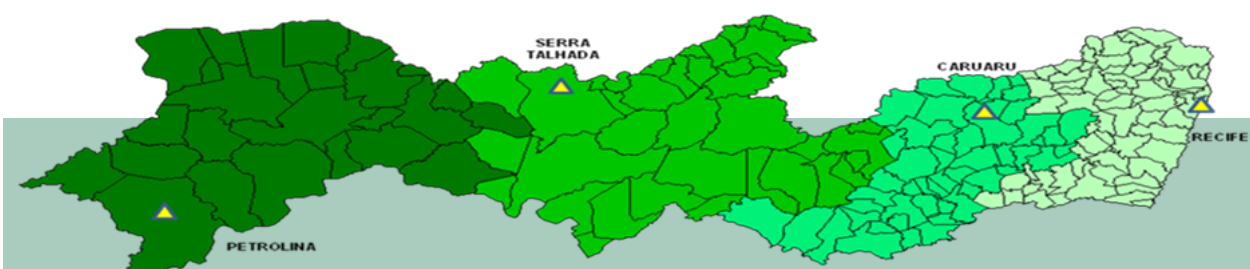 SERRA
TALHADA
CARUARU
RECIFE
PETROLINA